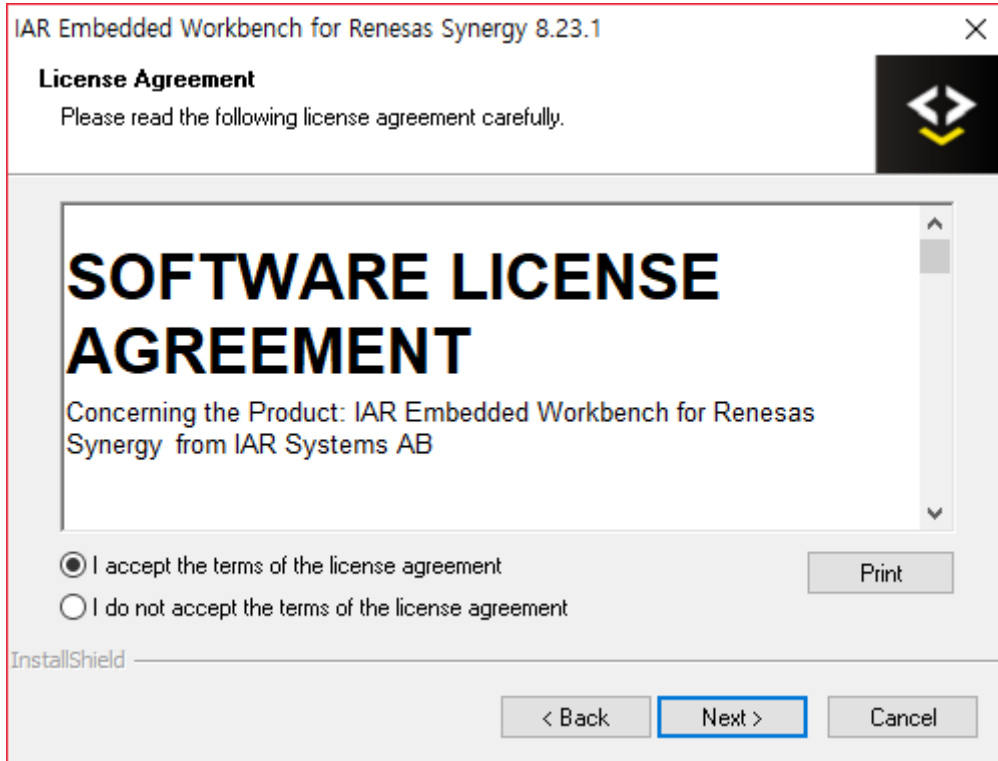 IAR Embedded Workbench for Renesas Synergy 8.23.1
License Agreement
Please read the following license agreement carefully.
SOFTWARE LICENSE
AGREEMENT
Concerning the Product: IAR Embedded Workbench for Renesas
Synergy from IAR Systems AB
I accept the terms of the license agreement
Print
I do not accept the terms of the license agreement
InstallShield
< Back
Next >
Cancel